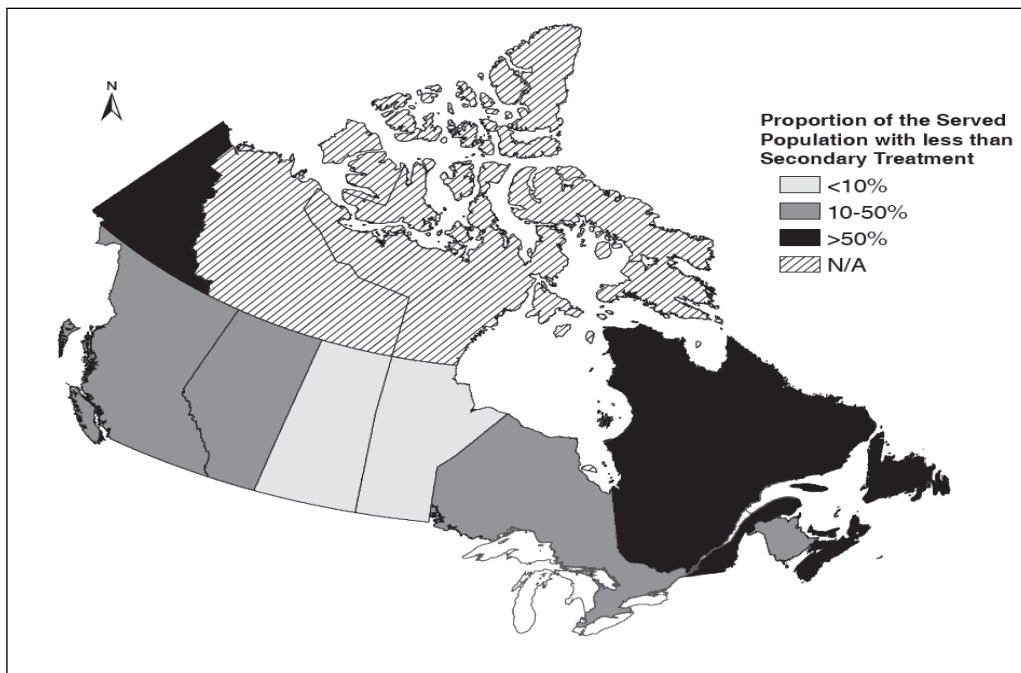 N
Proportion of the Served
Population with less than
Secondary Treatment
<10%
10-50%
>50%
N/A